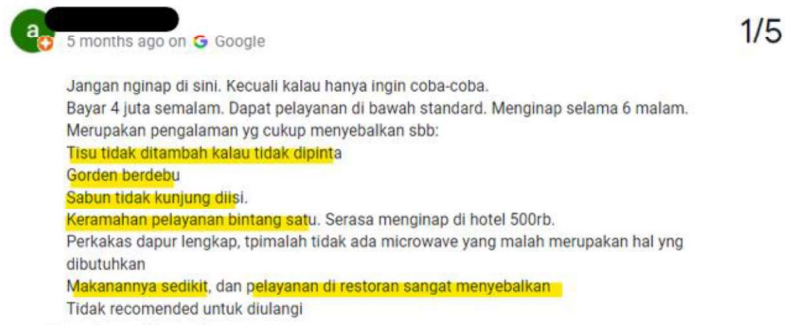 a
5 months ago on G Google
1/5
Jangan nginap di sini. Kecuali kalau hanya ingin coba-coba.
Bayar 4 juta semalam. Dapat pelayanan di bawah standard. Menginap selama 6 malam.
Merupakan pengalaman yg cukup menyebalkan sbb:
Tisu tidak ditambah kalau tidak dipinta
Gorden berdebu
Sabun tidak kunjung diisi.
Keramahan pelayanan bintang satu. Serasa menginap di hotel 500rb.
Perkakas dapur lengkap, tpimalah tidak ada microwave yang malah merupakan hal yng
dibutuhkan
Makanannya sedikit, dan pelayanan di restoran sangat menyebalkan
Tidak recomended untuk diulangi